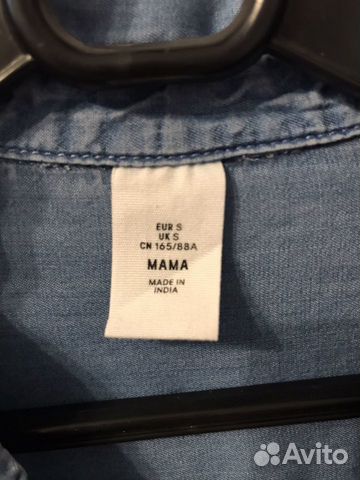 EUR S
UK S
CN 165/88A
MAMA
MADE IN
INDIA
Avito